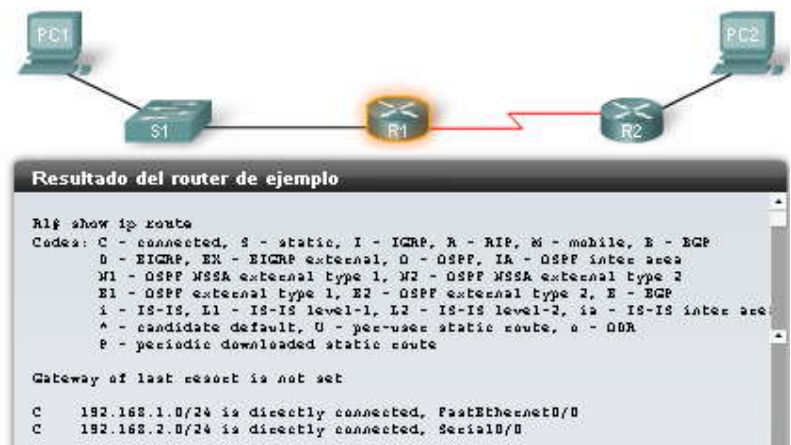 PC1
PC2
S1
R1
R2
Resultado del router de ejemplo
R1# show ip route
Codes: C - connected, S - static, I - IGRP, R - RIP, M - mobile, B - BGP
D - EIGRP, EX - EIGRP external, O - OSPF, IA - OSPF inter area
N1 - OSPF NSSA external type 1, N2 - OSPF NSSA external type 2
E1 - OSPF external type 1, E2 - OSPF external type 2, E - EGP
i - IS-IS, L1 - IS-IS level-1, L2 - IS-IS level-2, ia - IS-IS inter area
* - candidate default, U - per-user static route, o - ODR
P - periodic downloaded static route
Gateway of last resort is not set
C 192.168.1.0/24 is directly connected, FastEthernet0/0
C 192.168.2.0/24 is directly connected, Serial0/0